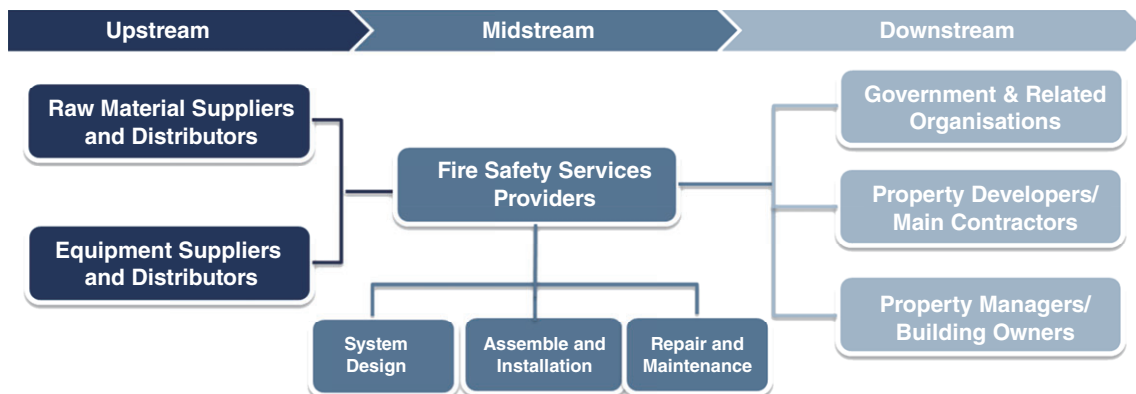 Upstream
Midstream
Downstream
Raw Material Suppliers
and Distributors
Equipment Suppliers
and Distributors
Fire Safety Services
Providers
System
Design
Assemble and
Installation
Repair and
Maintenance
Government & Related
Organisations
Property Developers/
Main Contractors
Property Managers/
Building Owners